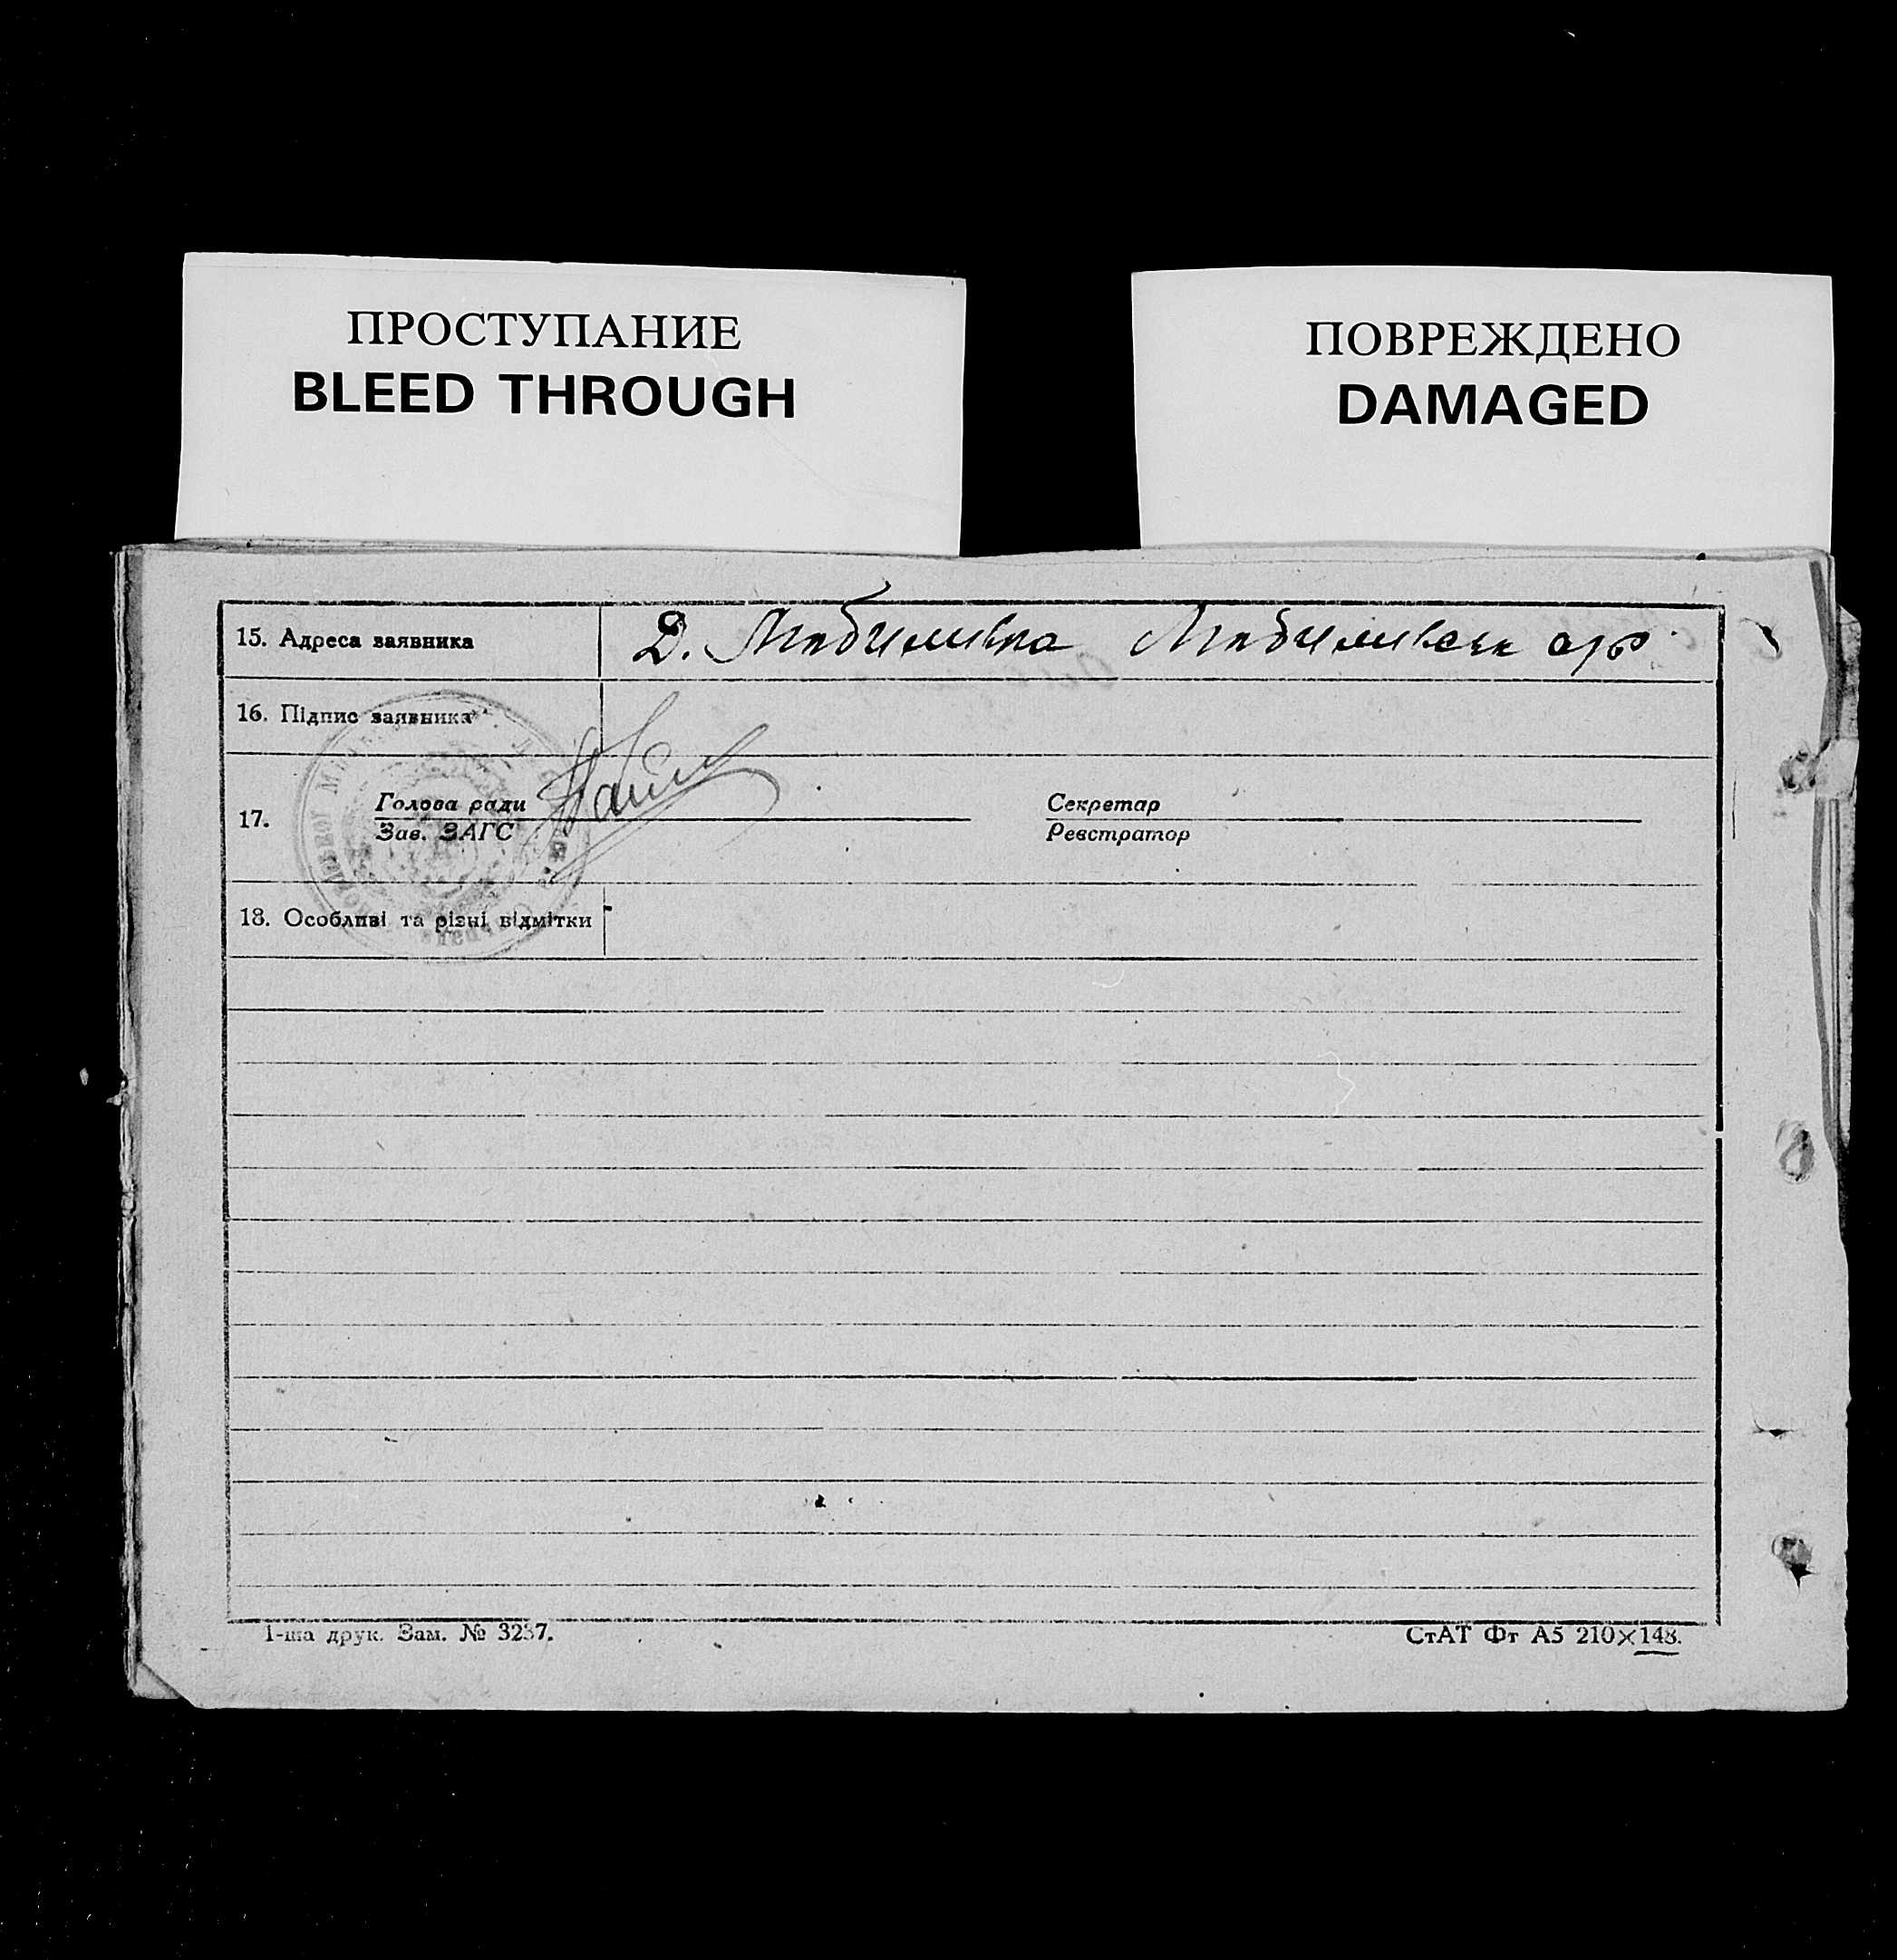 ПРОСТУПАНИЕ
BLEED THROUGH
ПОВРЕЖДЕНО
DAMAGED
15. Адреса заявника Д. Любимивка
16. Підпис заявника
17. Голова ради Секретар
Зав. ЗАГС Реєстратор
18. Особливі та різні відмітки
1-ша друк. Зам. № 3237.
СтАТ Фт А5 210×148.